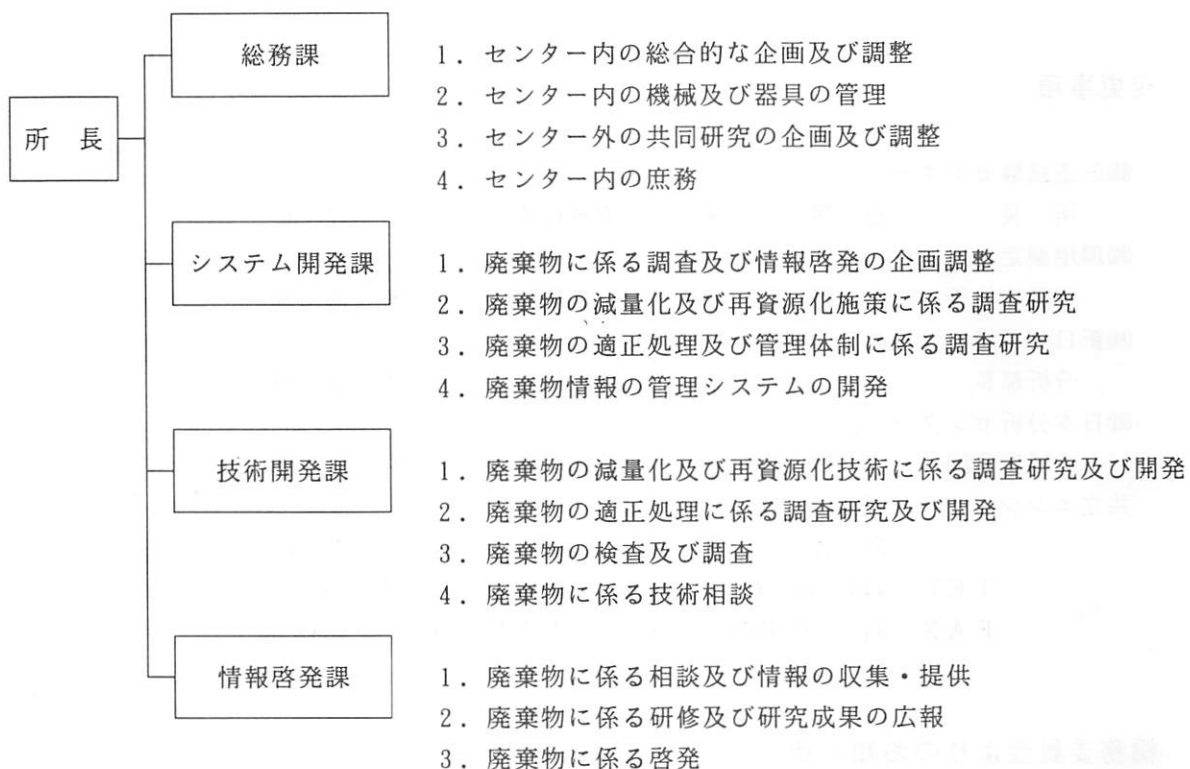 所　長
総務課
1．センター内の総合的な企画及び調整
2．センター内の機械及び器具の管理
3．センター外の共同研究の企画及び調整
4．センター内の庶務
システム開発課
1．廃棄物に係る調査及び情報啓発の企画調整
2．廃棄物の減量化及び再資源化施策に係る調査研究
3．廃棄物の適正処理及び管理体制に係る調査研究
4．廃棄物情報の管理システムの開発
技術開発課
1．廃棄物の減量化及び再資源化技術に係る調査研究及び開発
2．廃棄物の適正処理に係る調査研究及び開発
3．廃棄物の検査及び調査
4．廃棄物に係る技術相談
情報啓発課
1．廃棄物に係る相談及び情報の収集・提供
2．廃棄物に係る研修及び研究成果の広報
3．廃棄物に係る啓発